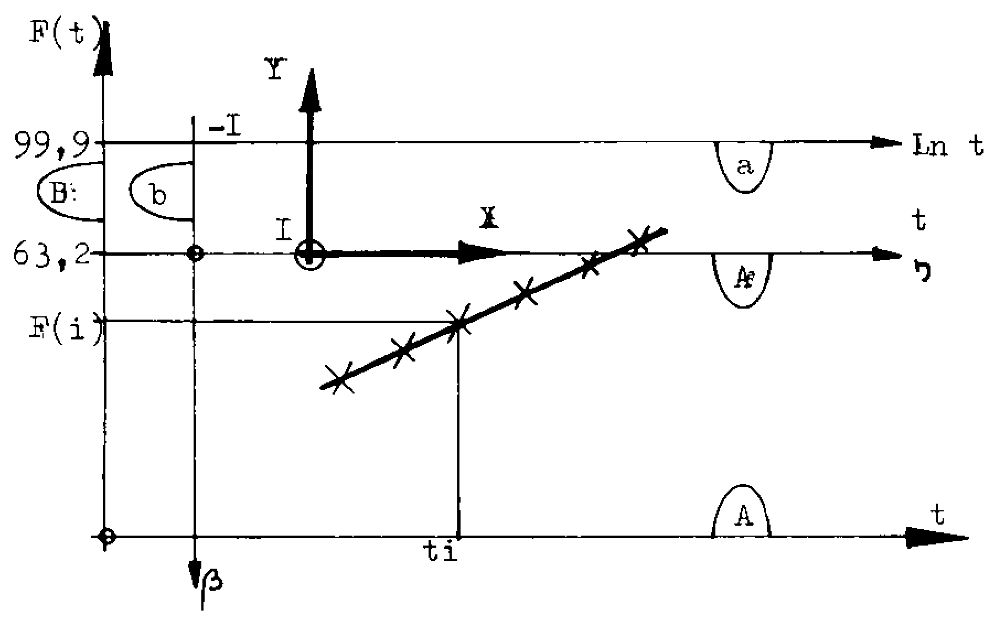 F(t)
Y
-I
99,9
Ln t
B
b
a
I
X
t
63,2
η
A
F(i)
A
t
ti
β